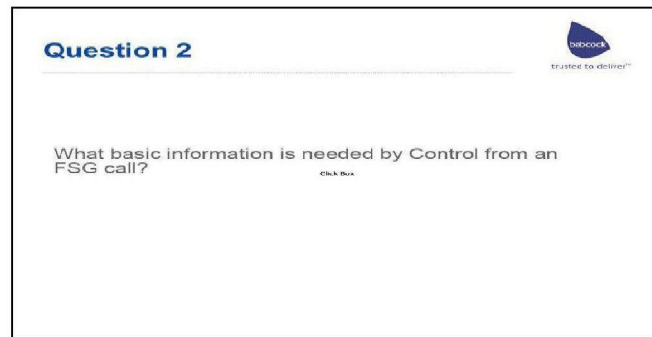 Question 2
babcock
trusted to deliver™
What basic information is needed by Control from an
FSG call?
Click Box